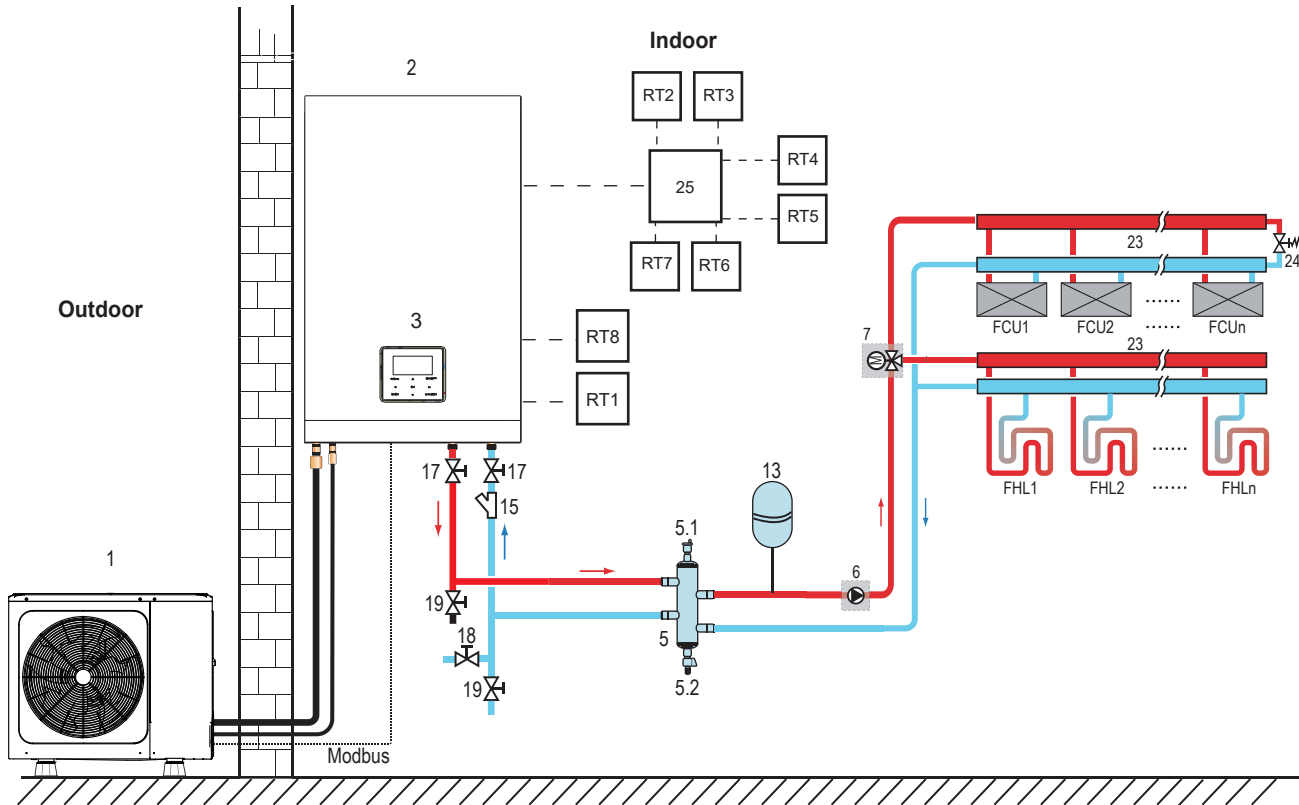 Indoor
2
RT2
RT3
RT4
25
RT5
RT7
RT6
23
24
Outdoor
FCU1
FCU2
......
......
FCUn
3
RT8
7
M
23
RT1
17
17
13
15
FHL1
FHL2
......
......
FHLn
5.1
1
6
19
18
5
19
5.2
Modbus